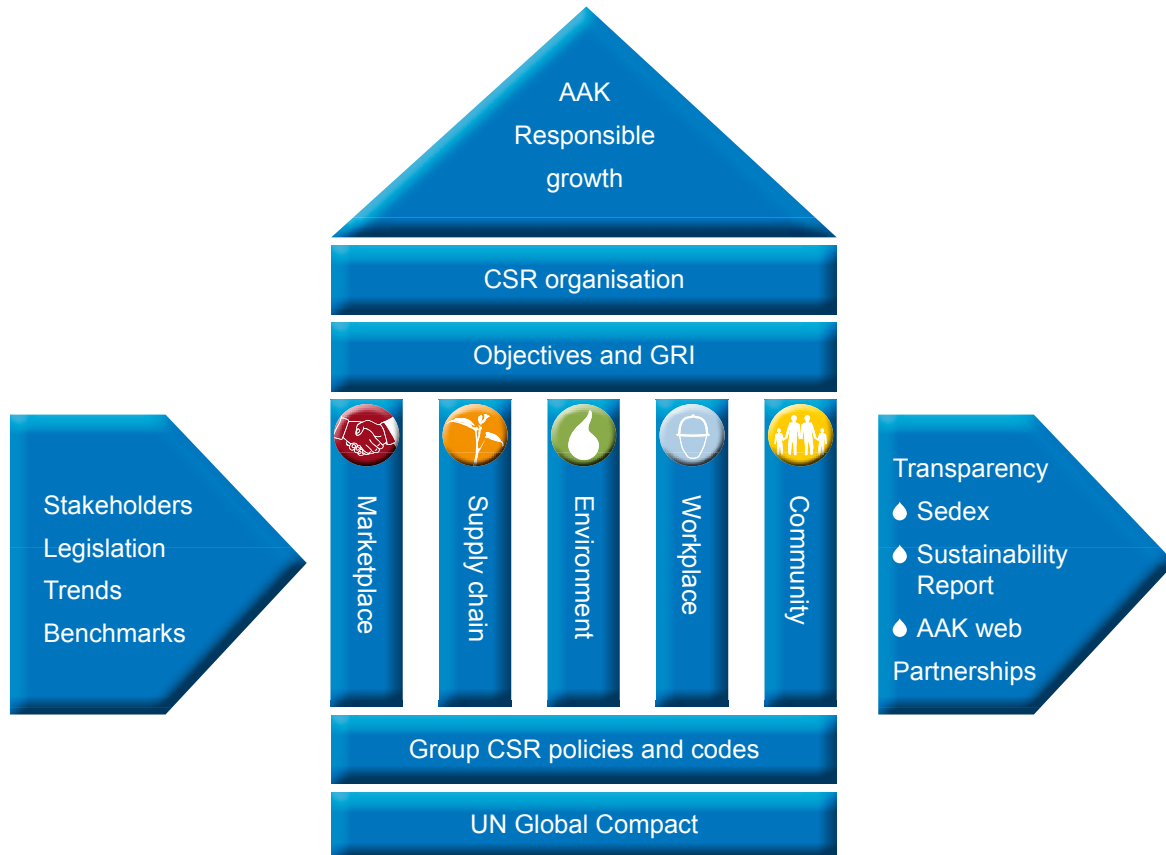 AAK
Responsible
growth
CSR organisation
Objectives and GRI
Stakeholders
Legislation
Trends
Benchmarks
Marketplace
Supply chain
Environment
Workplace
Community
Transparency
Sedex
Sustainability
Report
AAK web
Partnerships
Group CSR policies and codes
UN Global Compact